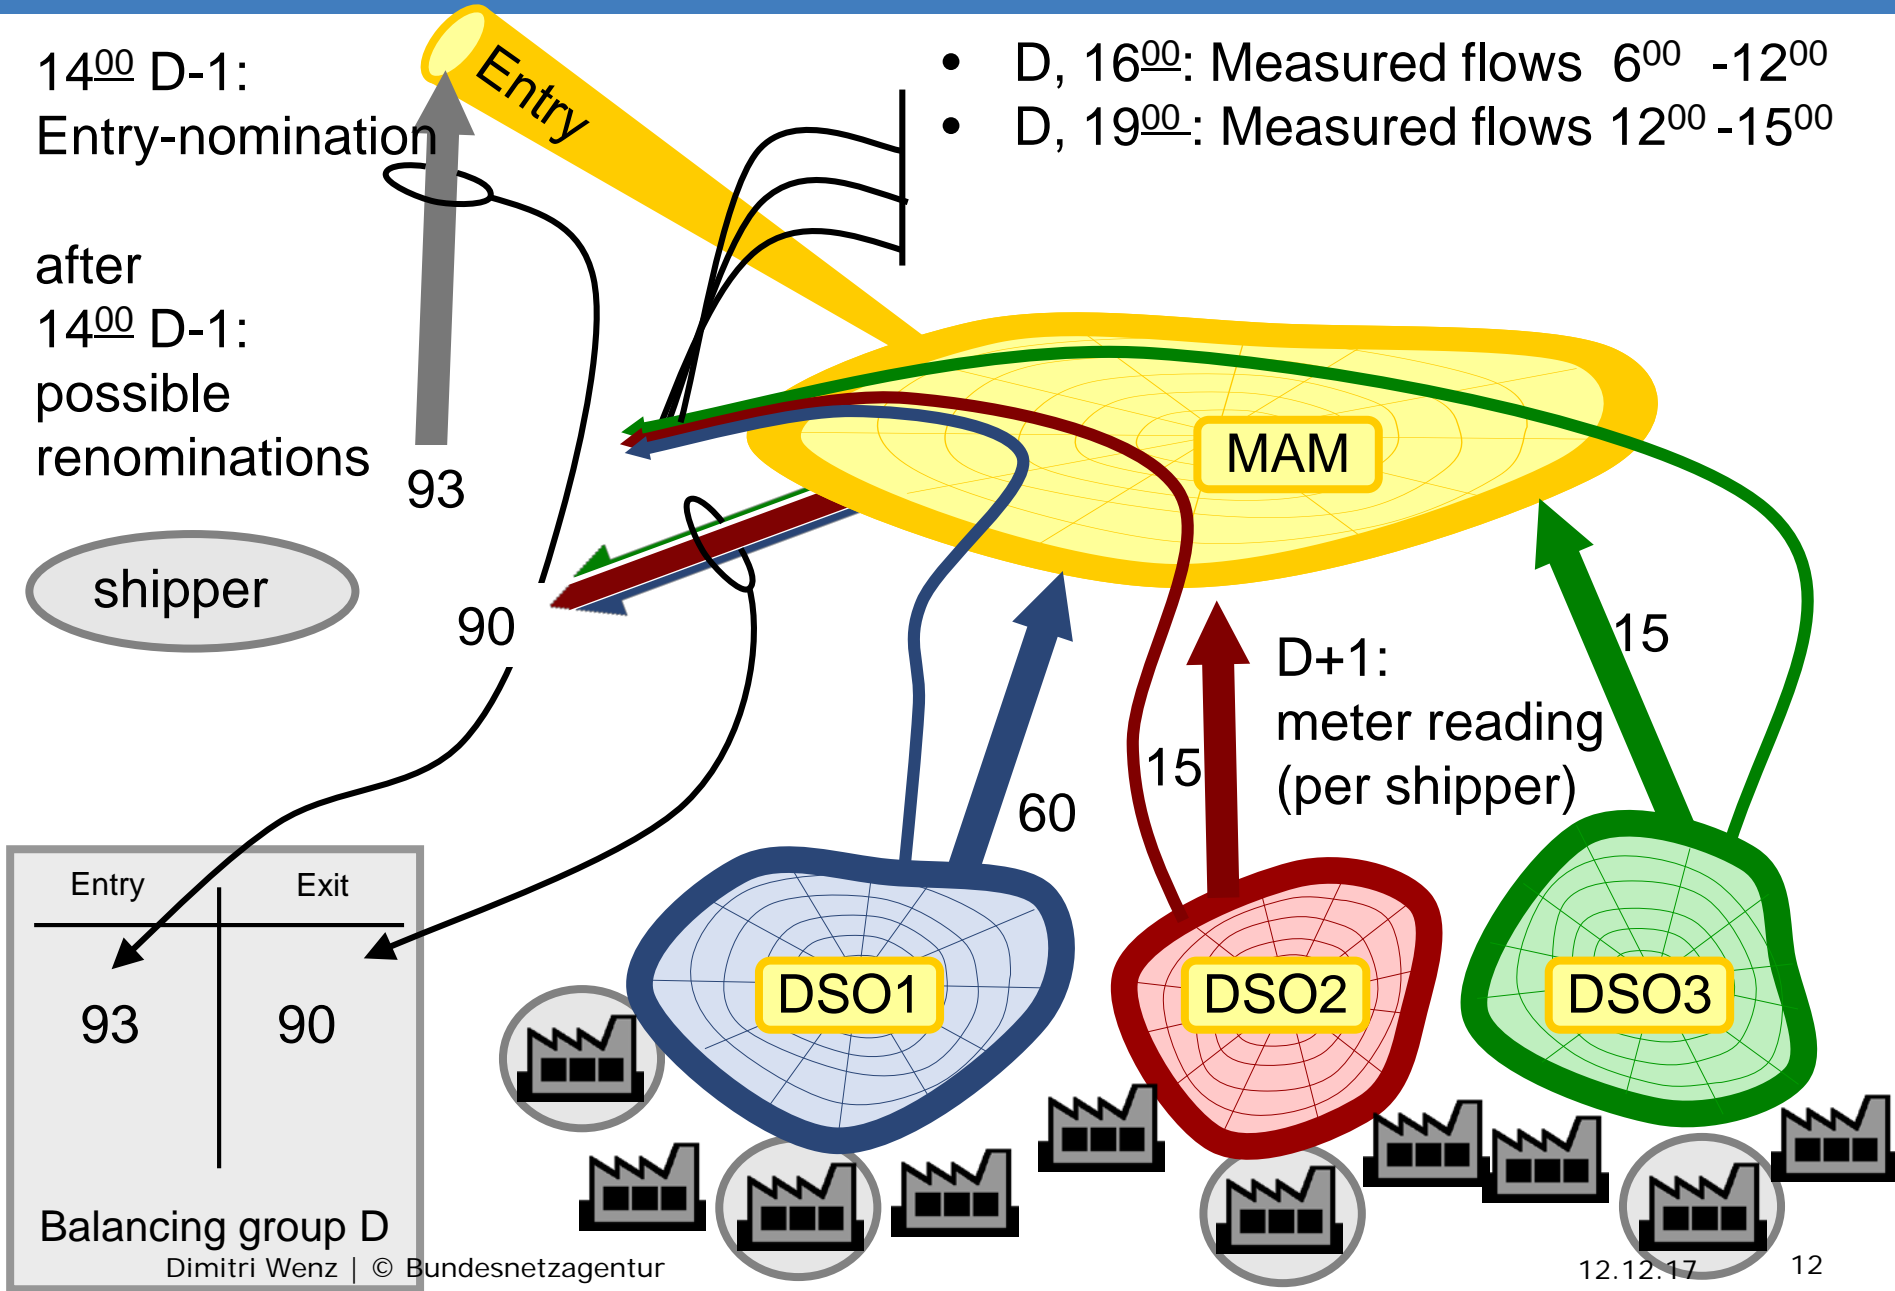 14⁰⁰ D-1:
Entry-nomination
after
14⁰⁰ D-1:
possible
renominations
93
shipper
90
Entry
• D, 16⁰⁰: Measured flows 6⁰⁰ -12⁰⁰
• D, 19⁰⁰ : Measured flows 12⁰⁰ -15⁰⁰
MAM
60
15
D+1:
meter reading
(per shipper)
15
DSO1
DSO2
DSO3
Entry Exit
93 90
Balancing group D
Dimitri Wenz | © Bundesnetzagentur
12.12.17
12